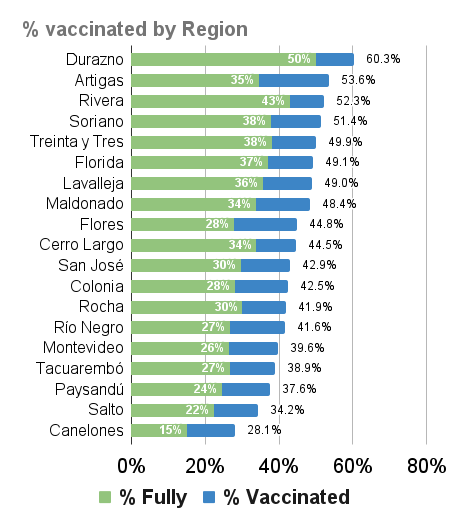 % vaccinated by Region
Durazno 50% 60.3%
Artigas 35% 53.6%
Rivera 43% 52.3%
Soriano 38% 51.4%
Treinta y Tres 38% 49.9%
Florida 37% 49.1%
Lavalleja 36% 49.0%
Maldonado 34% 48.4%
Flores 28% 44.8%
Cerro Largo 34% 44.5%
San José 30% 42.9%
Colonia 28% 42.5%
Rocha 30% 41.9%
Río Negro 27% 41.6%
Montevideo 26% 39.6%
Tacuarembó 27% 38.9%
Paysandú 24% 37.6%
Salto 22% 34.2%
Canelones 15% 28.1%
0% 20% 40% 60% 80%
% Fully % Vaccinated